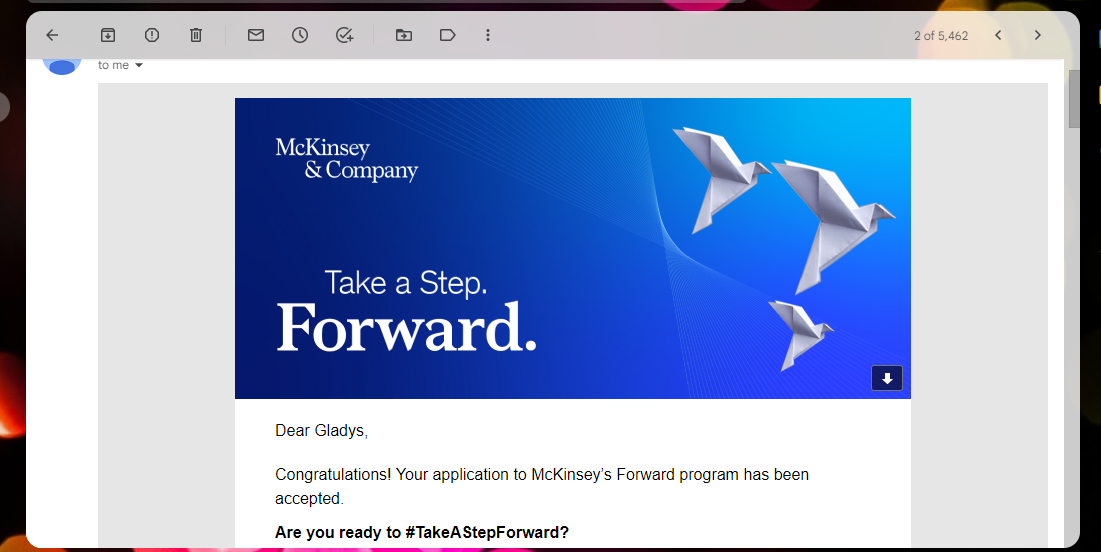 2 of 5,462
to me
McKinsey
& Company
Take a Step.
Forward.
Dear Gladys,
Congratulations! Your application to McKinsey's Forward program has been
accepted.
Are you ready to #TakeAStepForward?